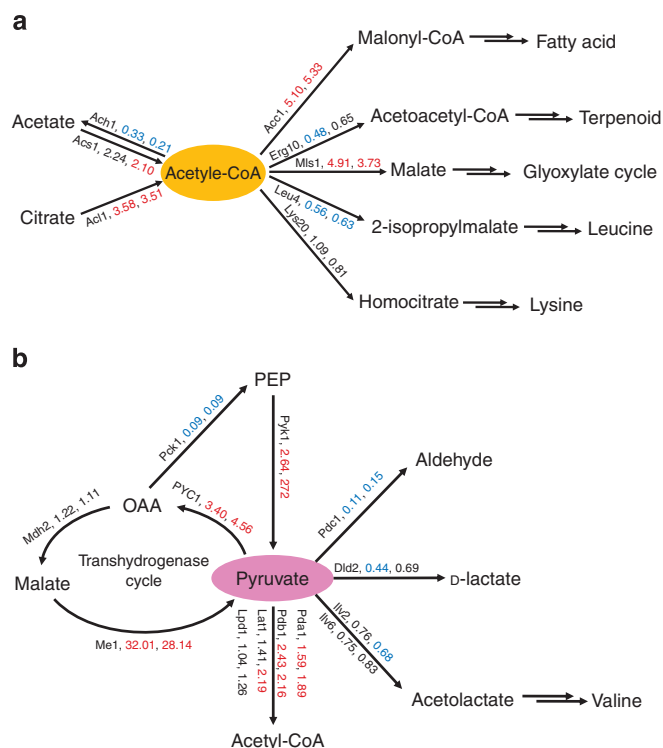 a
Malonyl-CoA
Fatty acid
Acc1, 5.10, 5.33
Acetate
Ach1, 0.33, 0.21
Acs1, 2.24, 2.10
Acetoacetyl-CoA
Terpenoid
Erg10, 0.48, 0.65
Acetyle-CoA
Mls1, 4.91, 3.73
Malate
Glyoxylate cycle
Citrate
Acl1, 3.58, 3.51
Leu4, 0.56, 0.63
2-isopropylmalate
Leucine
Lys20, 1.09, 0.81
Homocitrate
Lysine
b
PEP
Pck1, 0.09, 0.09
Pyk1, 2.64, 272
Aldehyde
Pdc1, 0.11, 0.15
OAA
PYC1, 3.40, 4.56
Mdh2, 1.22, 1.11
Transhydrogenase
cycle
Malate
Pyruvate
Dld2, 0.44, 0.69
D-lactate
Me1, 32.01, 28.14
Lpd1, 1.04, 1.26
Lat1, 1.41, 2.19
Pdb1, 2.43, 2.16
Pda1, 1.59, 1.89
Ilv2, 0.76, 0.68
Ilv6, 0.75, 0.83
Acetolactate
Valine
Acetyl-CoA